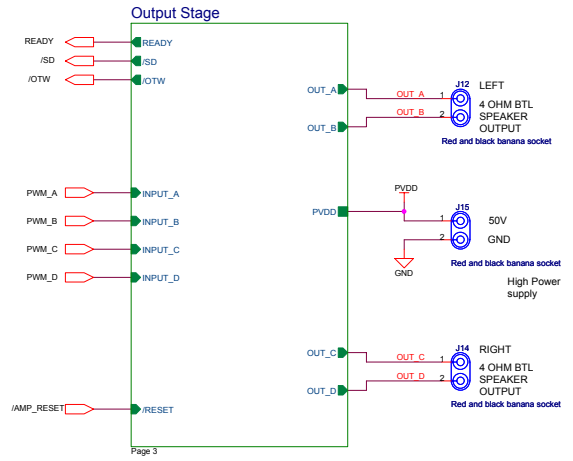 Output Stage
READY
READY
/SD
/SD
/OTW
/OTW
OUT_A
OUT_A
1
J12
LEFT
OUT_B
OUT_B
2
4 OHM BTL
SPEAKER
OUTPUT
Red and black banana socket
PWM_A
INPUT_A
PWM_B
INPUT_B
PWM_C
INPUT_C
PWM_D
INPUT_D
PVDD
PVDD
J15
1
50V
2
GND
GND
Red and black banana socket
High Power
supply
OUT_C
OUT_C
1
J14
RIGHT
OUT_D
OUT_D
2
4 OHM BTL
SPEAKER
OUTPUT
Red and black banana socket
/AMP_RESET
/RESET
Page 3